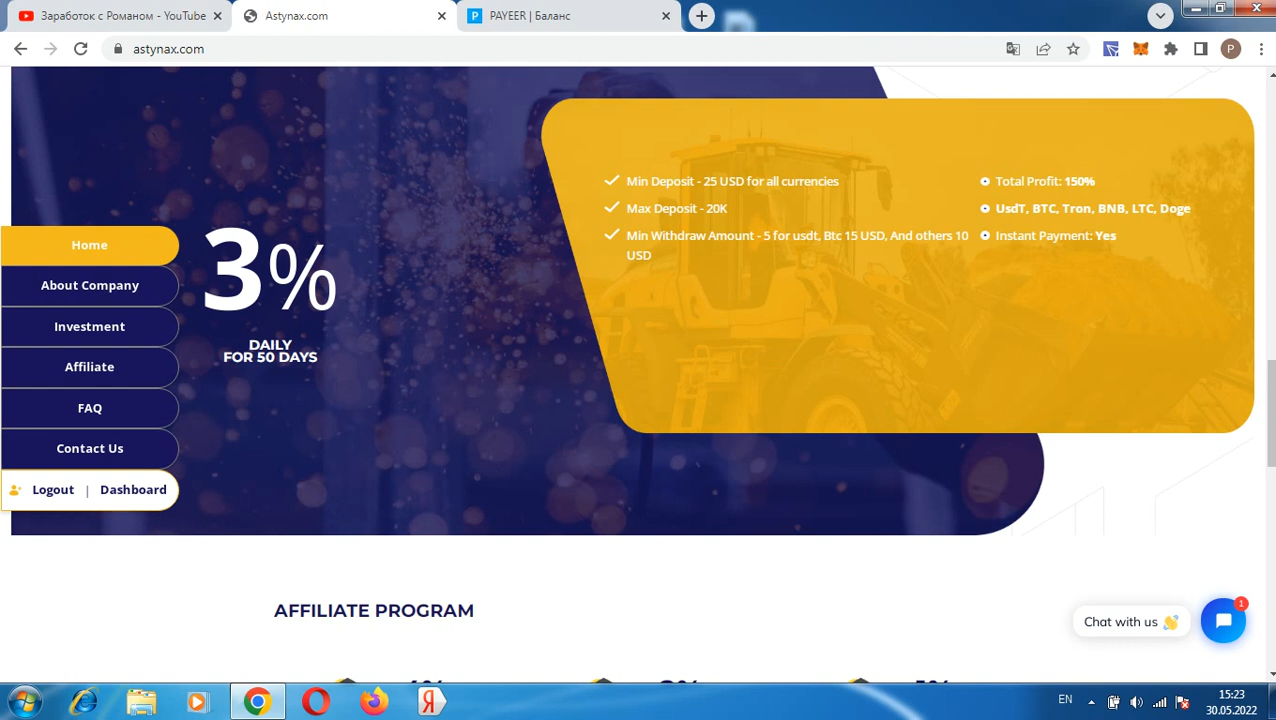 Заработок с Романом - YouTube
Astynax.com
PAYEER | Баланс
astynax.com
P
Min Deposit - 25 USD for all currencies
Max Deposit - 20K
Min Withdraw Amount - 5 for usdt, Btc 15 USD, And others 10
USD
Total Profit: 150%
UsdT, BTC, Tron, BNB, LTC, Doge
Instant Payment: Yes
Home
About Company
Investment
Affiliate
FAQ
Contact Us
Logout | Dashboard
3%
DAILY
FOR 50 DAYS
AFFILIATE PROGRAM
Chat with us 👋
1
EN
15:23
30.05.2022